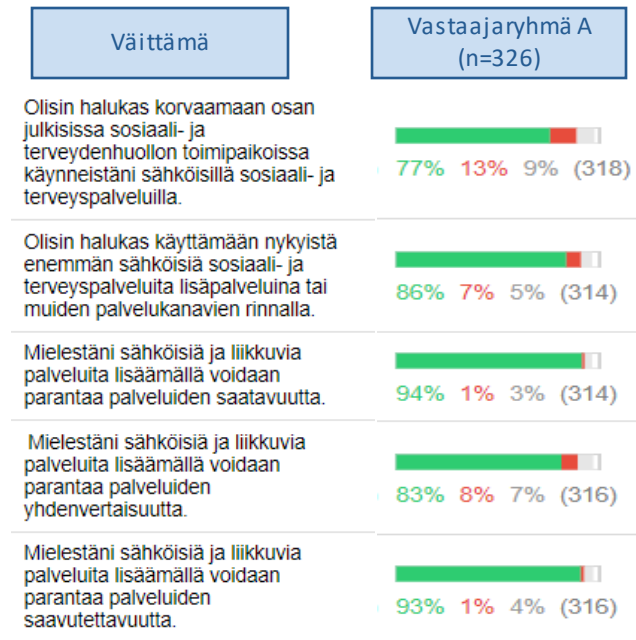 Väittämä
Vastaajaryhmä A
(n=326)
Olisin halukas korvaamaan osan
julkisissa sosiaali- ja
terveydenhuollon toimipaikoissa
käynneistäni sähköisillä sosiaali- ja
terveyspalveluilla.
77% 13% 9% (318)
Olisin halukas käyttämään nykyistä
enemmän sähköisiä sosiaali- ja
terveyspalveluita lisäpalveluina tai
muiden palvelukanavien rinnalla.
86% 7% 5% (314)
Mielestäni sähköisiä ja liikkuvia
palveluita lisäämällä voidaan
parantaa palveluiden saatavuutta.
94% 1% 3% (314)
Mielestäni sähköisiä ja liikkuvia
palveluita lisäämällä voidaan
parantaa palveluiden
yhdenvertaisuutta.
83% 8% 7% (316)
Mielestäni sähköisiä ja liikkuvia
palveluita lisäämällä voidaan
parantaa palveluiden
saavutettavuutta.
93% 1% 4% (316)